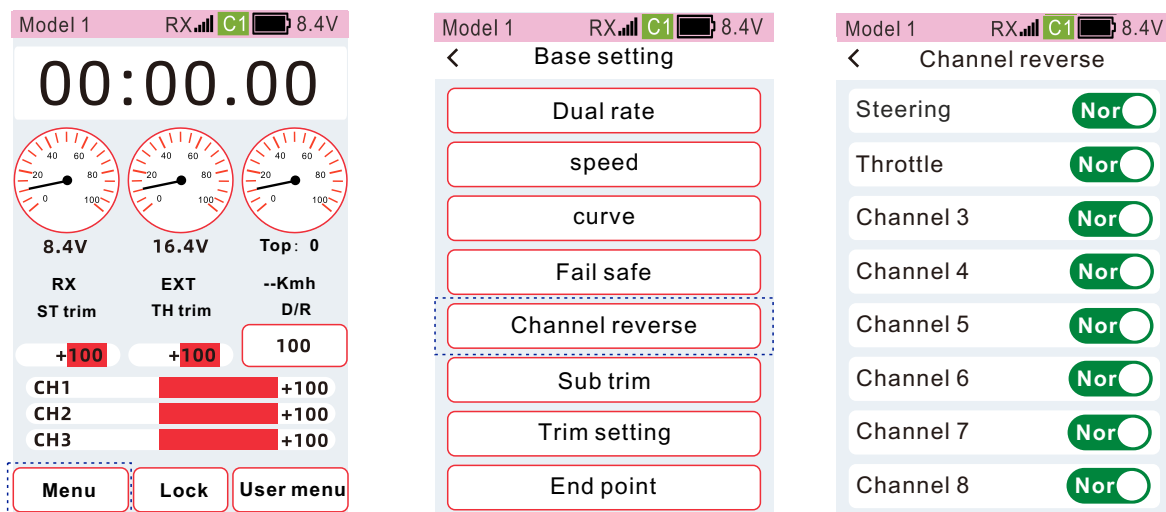 Model 1 RX C1 8.4V
00:00.00
20 40 60 80 0 100
20 40 60 80 0 100
20 40 60 80 0 100
8.4V 16.4V Top: 0
RX EXT --Kmh
ST trim TH trim D/R
+100 +100 100
CH1 +100
CH2 +100
CH3 +100
Menu Lock User menu
Model 1 RX C1 8.4V
< Base setting
Dual rate
speed
curve
Fail safe
Channel reverse
Sub trim
Trim setting
End point
Model 1 RX C1 8.4V
< Channel reverse
Steering Nor
Throttle Nor
Channel 3 Nor
Channel 4 Nor
Channel 5 Nor
Channel 6 Nor
Channel 7 Nor
Channel 8 Nor